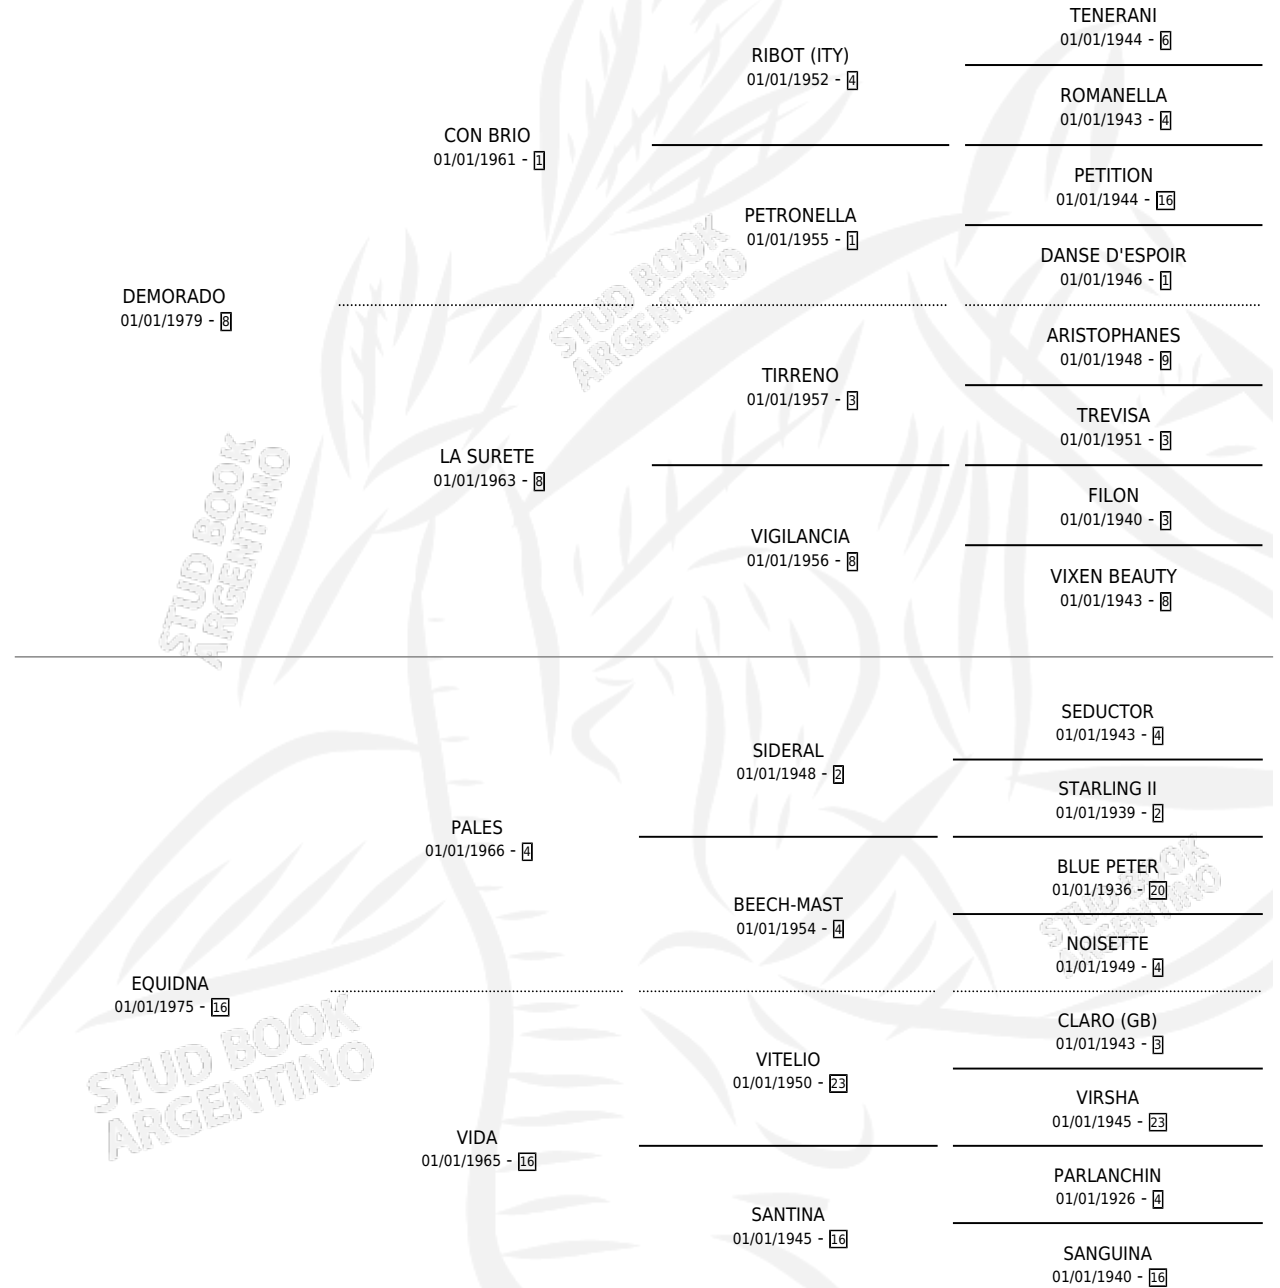 TENERANI
01/01/1944 - 6
RIBOT (ITY)
01/01/1952 - 4
ROMANELLA
01/01/1943 - 4
CON BRIO
01/01/1961 - 1
PETITION
01/01/1944 - 16
PETRONELLA
01/01/1955 - 1
DANSE D'ESPOIR
01/01/1946 - 1
DEMORADO
01/01/1979 - 8
ARISTOPHANES
01/01/1948 - 9
TIRRENO
01/01/1957 - 3
TREVISA
01/01/1951 - 3
LA SURETE
01/01/1963 - 8
FILON
01/01/1940 - 3
VIGILANCIA
01/01/1956 - 8
VIXEN BEAUTY
01/01/1943 - 8
SEDUCTOR
01/01/1943 - 4
SIDERAL
01/01/1948 - 2
STARLING II
01/01/1939 - 2
PALES
01/01/1966 - 4
BLUE PETER
01/01/1936 - 20
BEECH-MAST
01/01/1954 - 4
NOISETTE
01/01/1949 - 4
EQUIDNA
01/01/1975 - 16
CLARO (GB)
01/01/1943 - 3
VITELIO
01/01/1950 - 23
VIRSHA
01/01/1945 - 23
VIDA
01/01/1965 - 16
PARLANCHIN
01/01/1926 - 4
SANTINA
01/01/1945 - 16
SANGUINA
01/01/1940 - 16
STUD BOOK
ARGENTINO
STUD BOOK
ARGENTINO
STUD BOOK
ARGENTINO
STUD BOOK
ARGENTINO